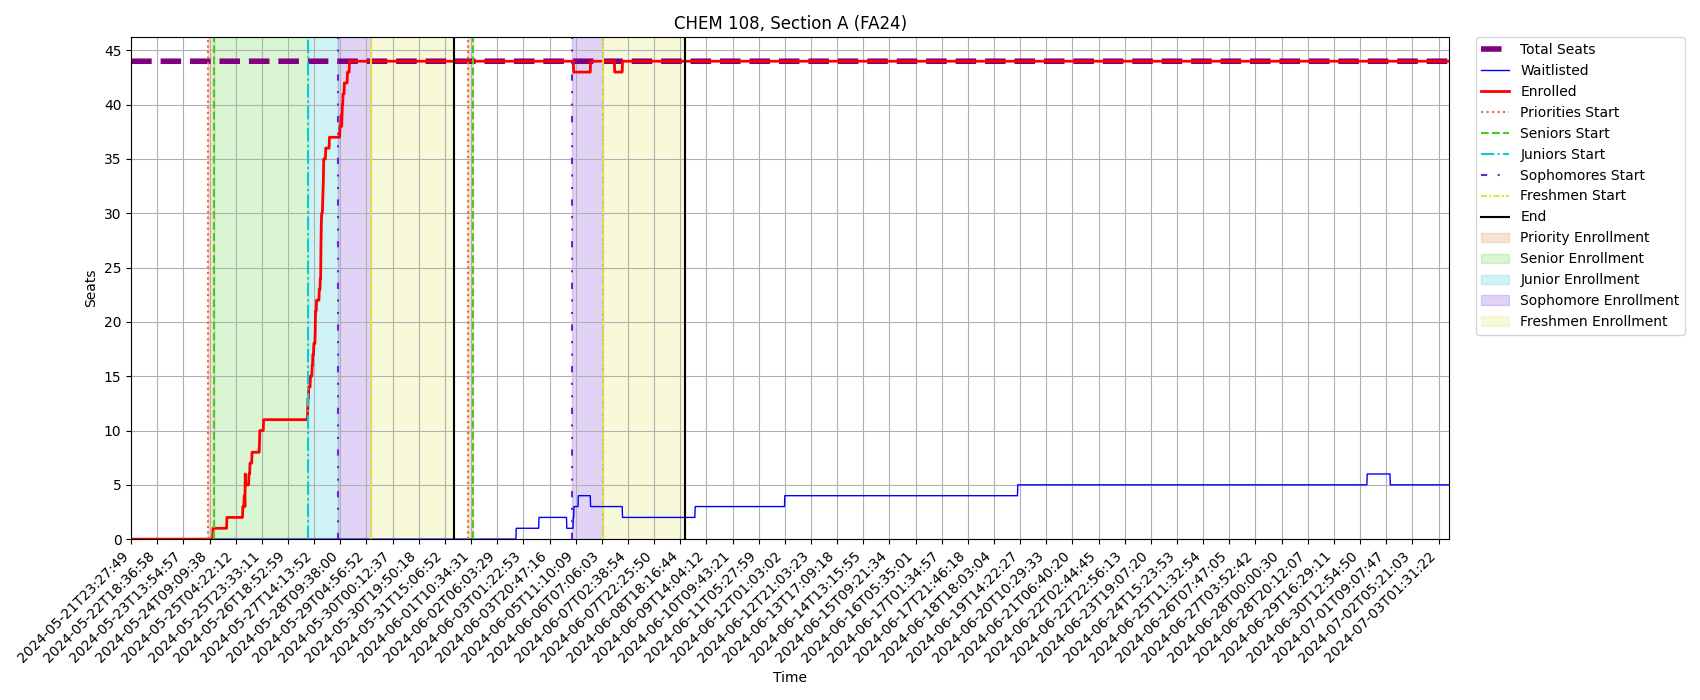 CHEM 108, Section A (FA24)
Seats
45
40
35
30
25
20
15
10
5
0
2024-05-21T23:27:49
2024-05-22T18:36:58
2024-05-23T13:54:57
2024-05-24T09:09:38
2024-05-25T04:22:12
2024-05-25T23:33:11
2024-05-26T18:52:59
2024-05-27T14:13:52
2024-05-28T09:38:00
2024-05-29T04:56:52
2024-05-30T00:12:37
2024-05-30T19:50:18
2024-05-31T15:06:52
2024-06-01T10:34:31
2024-06-02T06:03:29
2024-06-03T01:22:53
2024-06-03T20:47:16
2024-06-05T11:10:09
2024-06-06T07:06:03
2024-06-07T02:38:54
2024-06-07T22:25:50
2024-06-08T18:16:44
2024-06-09T14:04:12
2024-06-10T09:43:21
2024-06-11T05:27:59
2024-06-12T01:03:02
2024-06-12T21:03:23
2024-06-13T17:09:18
2024-06-14T13:15:55
2024-06-15T09:21:34
2024-06-16T05:35:01
2024-06-17T01:34:57
2024-06-17T21:46:18
2024-06-18T18:03:04
2024-06-19T14:22:27
2024-06-20T10:29:33
2024-06-21T06:40:20
2024-06-22T02:44:45
2024-06-22T22:56:13
2024-06-23T19:07:20
2024-06-24T15:23:53
2024-06-25T11:32:54
2024-06-26T07:47:05
2024-06-27T03:52:42
2024-06-28T00:00:30
2024-06-28T20:12:07
2024-06-29T16:29:11
2024-06-30T12:54:50
2024-07-01T09:07:47
2024-07-02T05:21:03
2024-07-03T01:31:22
Time
Total Seats
Waitlisted
Enrolled
Priorities Start
Seniors Start
Juniors Start
Sophomores Start
Freshmen Start
End
Priority Enrollment
Senior Enrollment
Junior Enrollment
Sophomore Enrollment
Freshmen Enrollment